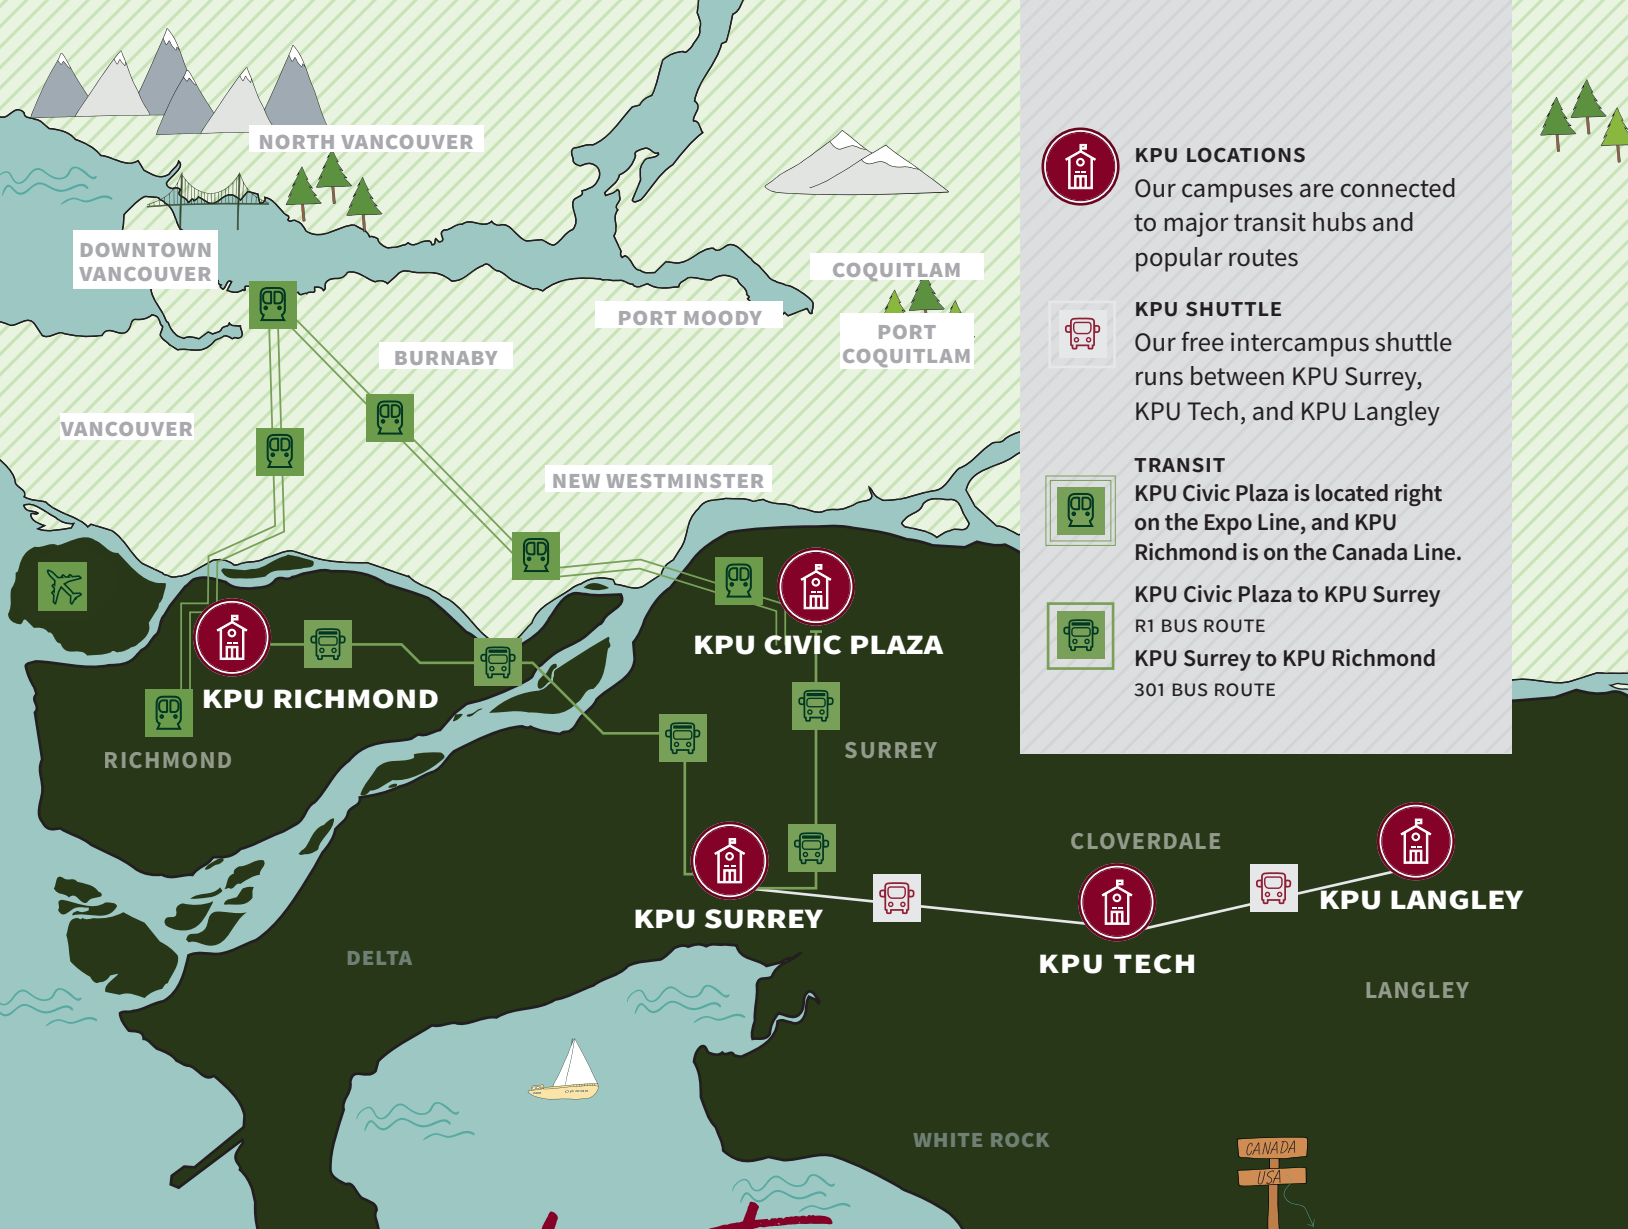 NORTH VANCOUVER
DOWNTOWN
VANCOUVER
COQUITLAM
PORT MOODY
PORT
COQUITLAM
BURNABY
VANCOUVER
NEW WESTMINSTER
KPU CIVIC PLAZA
KPU RICHMOND
RICHMOND
SURREY
CLOVERDALE
KPU LANGLEY
KPU SURREY
KPU TECH
DELTA
LANGLEY
WHITE ROCK
CANADA
USA
KPU LOCATIONS
Our campuses are connected
to major transit hubs and
popular routes
KPU SHUTTLE
Our free intercampus shuttle
runs between KPU Surrey,
KPU Tech, and KPU Langley
TRANSIT
KPU Civic Plaza is located right
on the Expo Line, and KPU
Richmond is on the Canada Line.
KPU Civic Plaza to KPU Surrey
R1 BUS ROUTE
KPU Surrey to KPU Richmond
301 BUS ROUTE